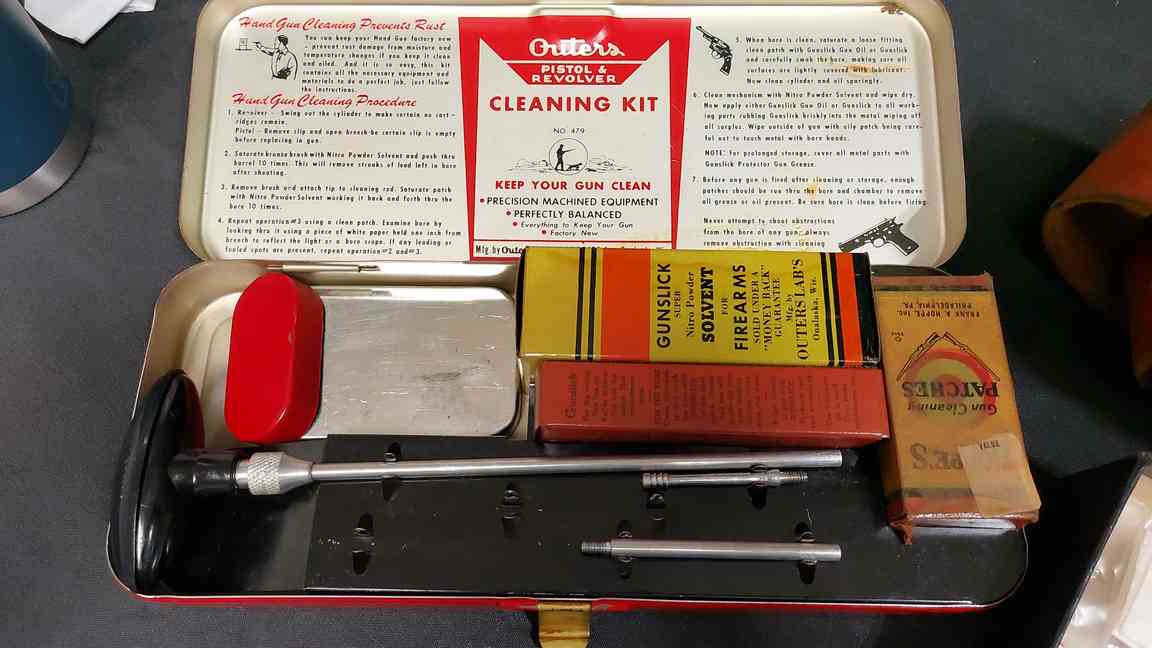 Hand Gun Cleaning Prevents Rust
You can keep your Hand Gun factory new
- prevent rust damage from moisture and
temperature changes if you keep it clean
and oiled. And it is so easy, this kit
contains all the necessary equipment and
materials to do a perfect job, just follow
the instructions.
Hand Gun Cleaning Procedure
1. Revolver - Swing out the cylinder to make certain no cart-
ridges remain.
Pistol - Remove clip and open breech-be certain clip is empty
before replacing in gun.
2. Saturate bronze brush with Nitro Powder Solvent and push thru
barrel 10 times. This will remove streaks of lead left in bore
after shooting.
3. Remove brush and attach tip to cleaning rod. Saturate patch
with Nitro Powder Solvent working it back and forth thru the
bore 10 times.
4. Repeat operation #3 using a clean patch. Examine bore by
looking thru it using a piece of white paper held one inch from
breech to reflect the light or a bore scope. If any leading or
fouled spots are present, repeat operation #2 and #3.
Outers
PISTOL &
REVOLVER
CLEANING KIT
NO 479
KEEP YOUR GUN CLEAN
• PRECISION MACHINED EQUIPMENT
• PERFECTLY BALANCED
• Everything to Keep Your Gun
• Factory New
Mfg. by Oute
5. When bore is clean, saturate a loose fitting
clean patch with Gunslick Gun Oil or Gunslick
and carefully swab the bore, making sure all
surfaces are lightly covered with lubricant.
Now clean cylinder and oil sparingly.
6. Clean mechanism with Nitro Powder Solvent and wipe dry.
Now apply either Gunslick Gun Oil or Gunslick to all work-
ing parts rubbing Gunslick briskly into the metal wiping off
all surplus. Wipe outside of gun with oily patch being care-
ful not to touch metal with bare hands.
NOTE: For prolonged storage, cover all metal parts with
Gunslick Protector Gun Grease.
7. Before any gun is fired after cleaning or storage, enough
patches should be run thru the bore and chamber to remove
all grease or oil present. Be sure bore is clean before firing.
Never attempt to shoot obstructions
from the bore of any gun, always
remove obstruction with cleaning
GUNSLICK
SUPER
Nitro Powder
SOLVENT
FOR
FIREARMS
SOLD UNDER A
"MONEY BACK"
GUARANTEE
Mfg. by
OUTERS LAB'S
Onalaska, Wis.
Gunslick
FRANK A. HOPPE, Inc.
PHILADELPHIA, PA.
PATCHES
Gun Cleaning
PE'S